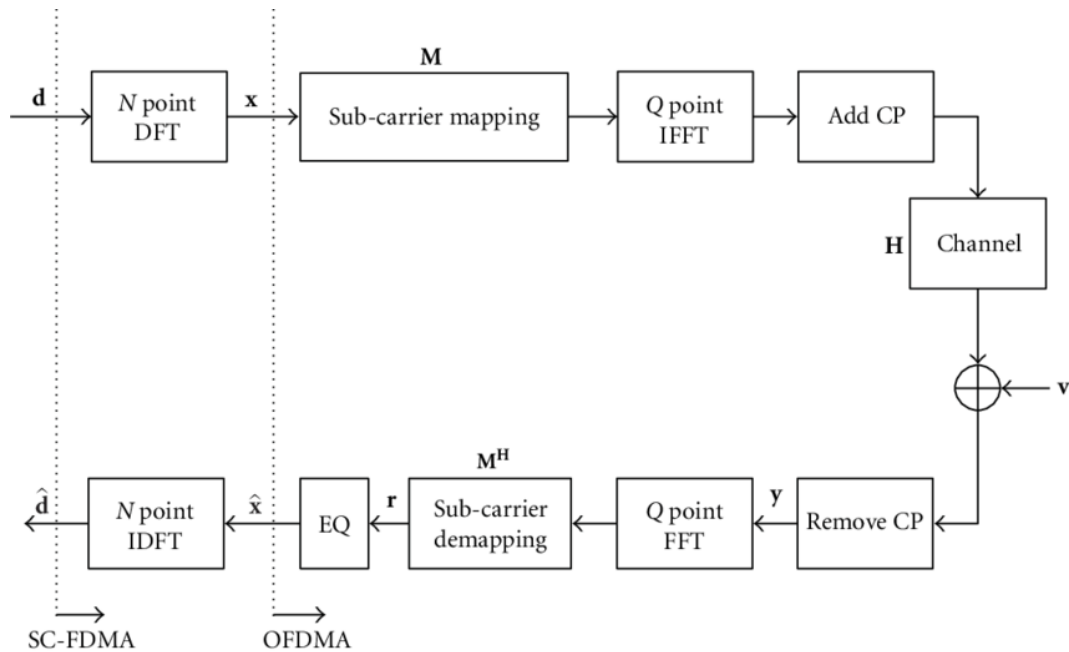 M
d
N point
DFT
x
Sub-carrier mapping
Q point
IFFT
Add CP
H
Channel
v
M^H
d̂
N point
IDFT
x̂
EQ
r
Sub-carrier
demapping
Q point
FFT
y
Remove CP
SC-FDMA
OFDMA